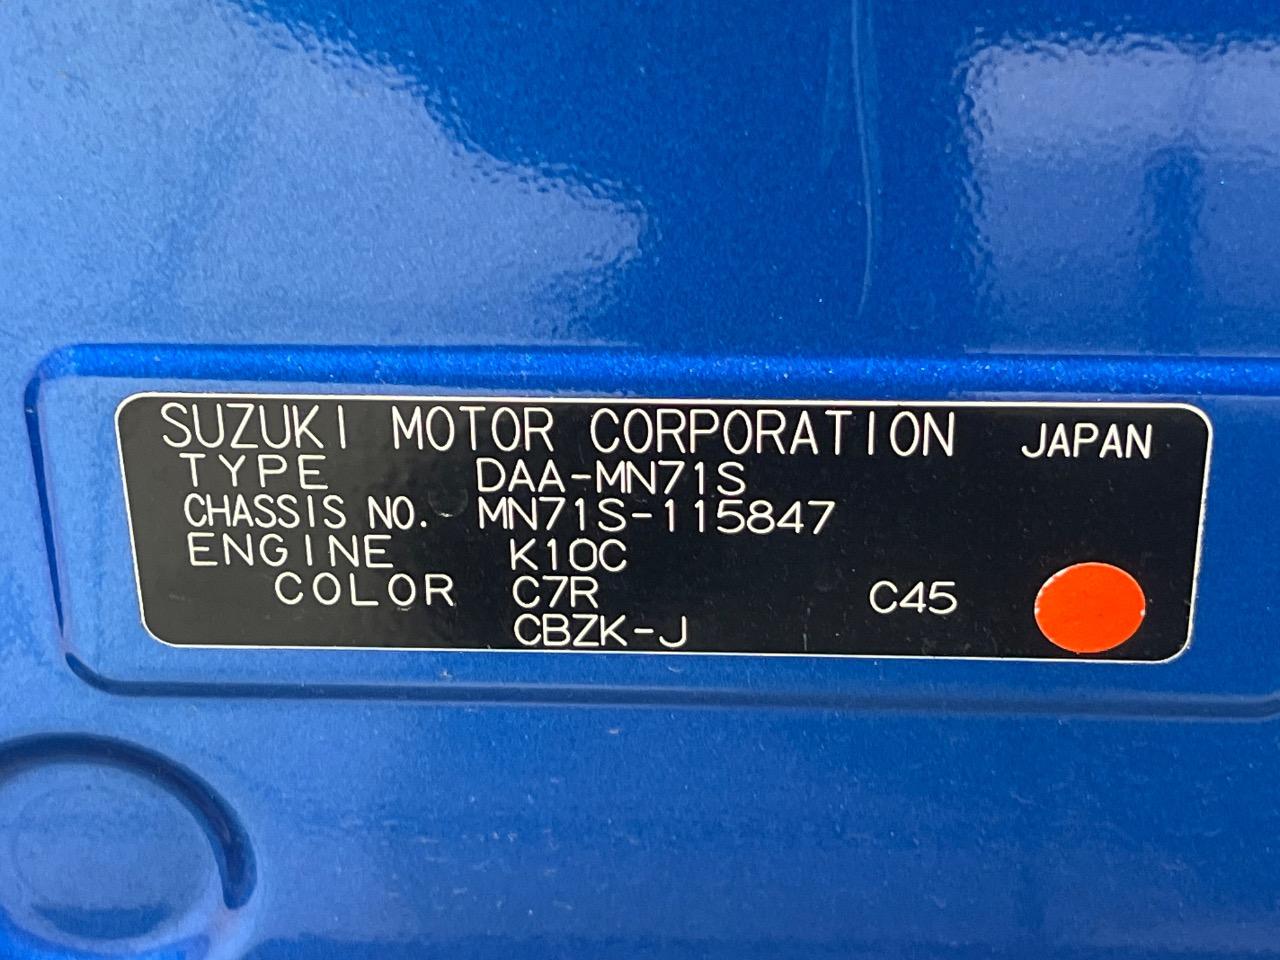 SUZUKI MOTOR CORPORATION JAPAN
TYPE DAA-MN71S
CHASSIS NO. MN71S-115847
ENGINE K10C
COLOR C7R C45
CBZK-J